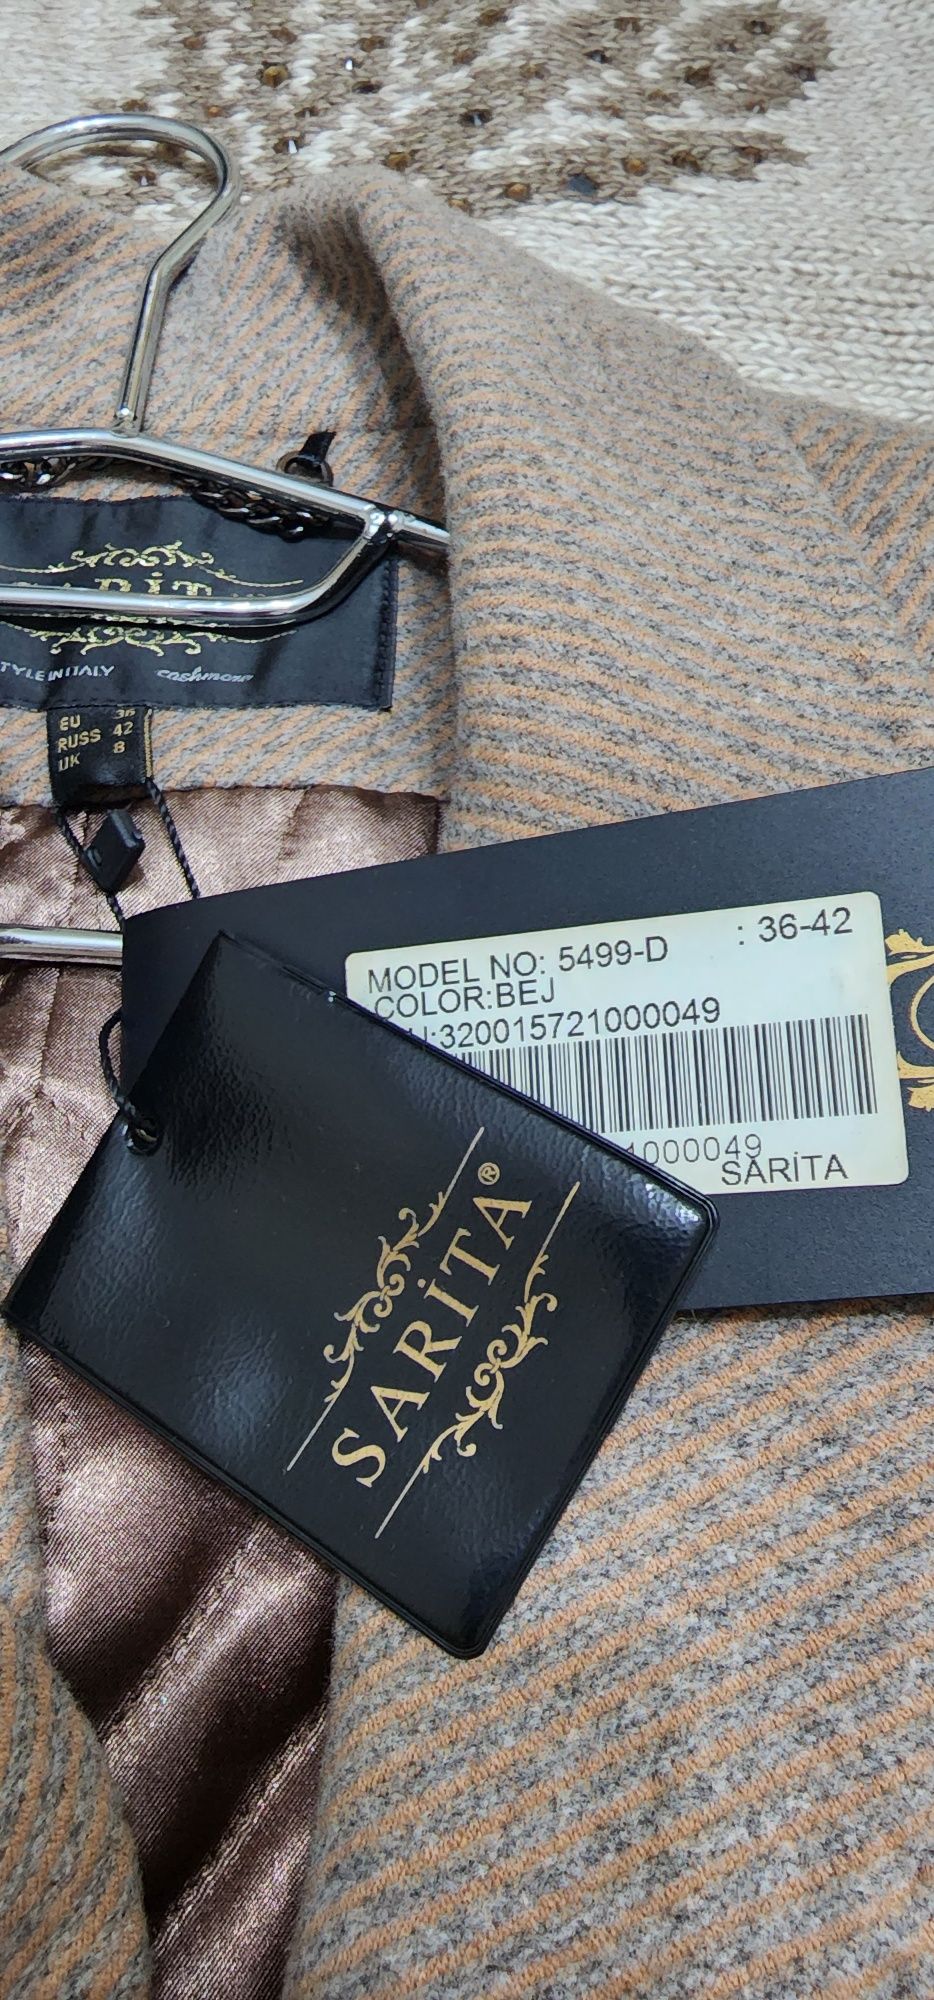 STYLE IN ITALY cashmere
EU 36
RUSS 42
UK 8
MODEL NO: 5499-D : 36-42
COLOR:BEJ
:320015721000049
1000049
SARİTA
SARİTA®